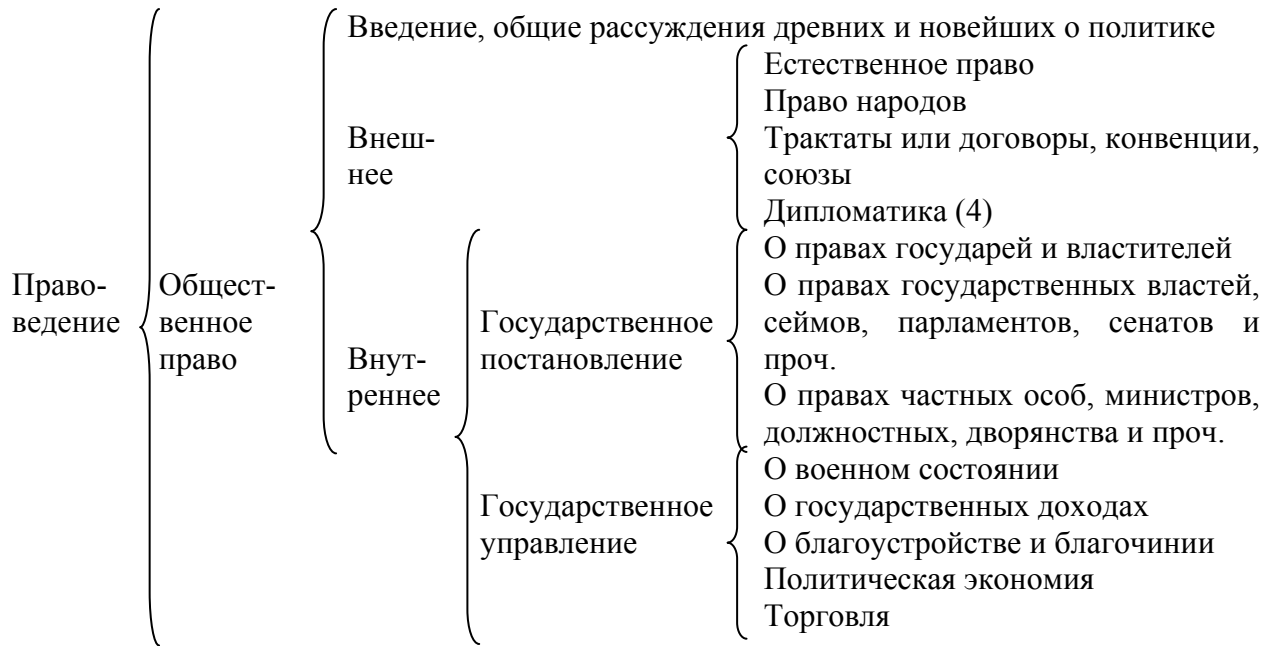 Введение, общие рассуждения древних и новейших о политике
Естественное право
Право народов
Внеш-
нее
Трактаты или договоры, конвенции,
союзы
Дипломатика (4)
Право-
ведение
Общест-
венное
право
Внут-
реннее
Государственное
постановление
О правах государей и властителей
О правах государственных властей,
сеймов, парламентов, сенатов и
проч.
О правах частных особ, министров,
должностных, дворянства и проч.
Государственное
управление
О военном состоянии
О государственных доходах
О благоустройстве и благочинии
Политическая экономия
Торговля